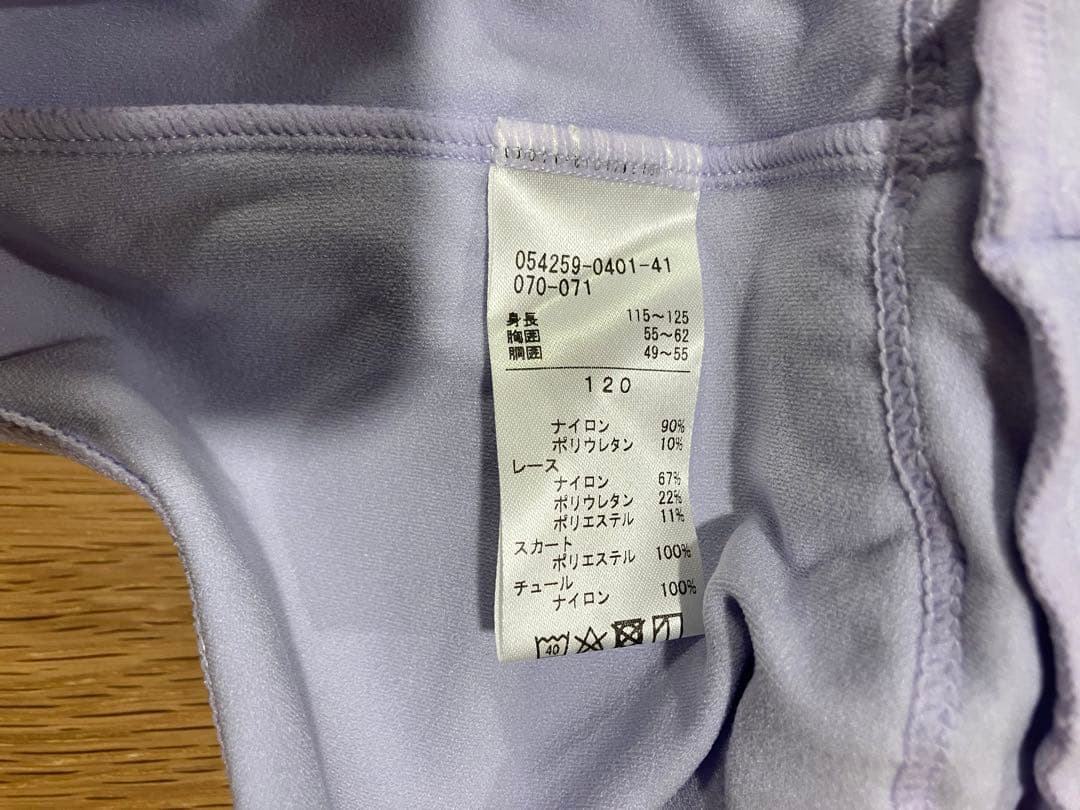 054259-0401-41
070-071
身長 115～125
胸囲 55～62
胴囲 49～55
120
ナイロン 90%
ポリウレタン 10%
レース
ナイロン 67%
ポリウレタン 22%
ポリエステル 11%
スカート
ポリエステル 100%
チュール
ナイロン 100%
40